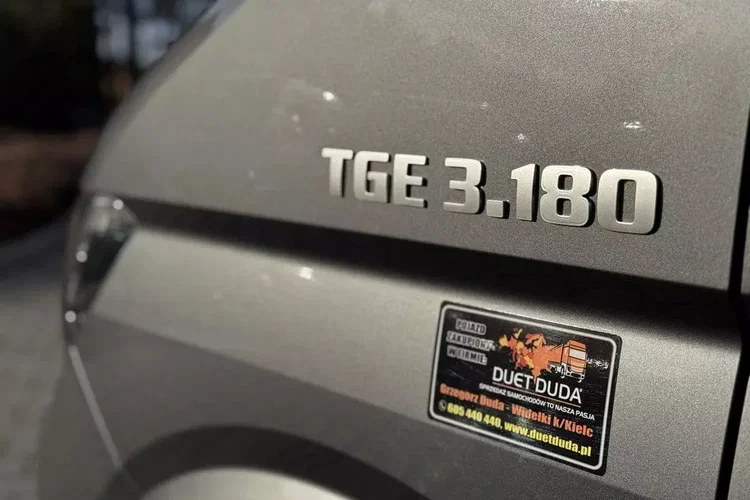 TGE 3.180
POJAZD
ZAKUPIONY
W FIRMIE:
DUET DUDA®
SPRZEDAŻ SAMOCHODÓW TO NASZA PASJA
Grzegorz Duda - Widełki k/Kielc
605 440 440, www.duetduda.pl